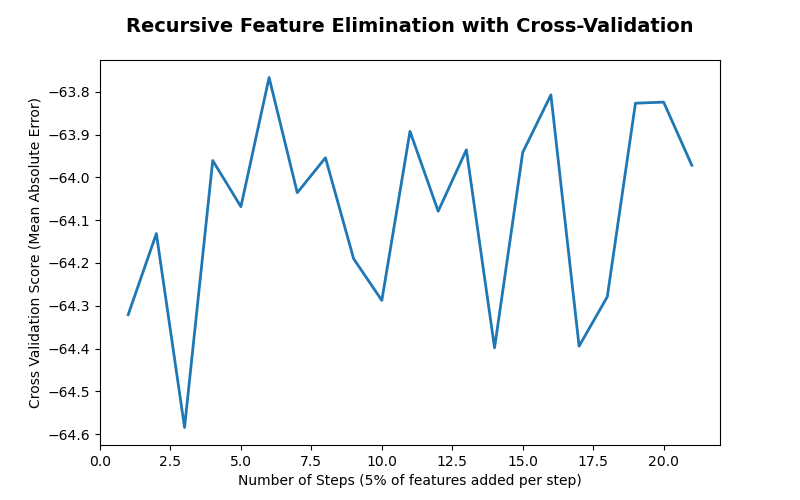 Recursive Feature Elimination with Cross-Validation
Cross Validation Score (Mean Absolute Error)
−63.8
−63.9
−64.0
−64.1
−64.2
−64.3
−64.4
−64.5
−64.6
0.0 2.5 5.0 7.5 10.0 12.5 15.0 17.5 20.0
Number of Steps (5% of features added per step)